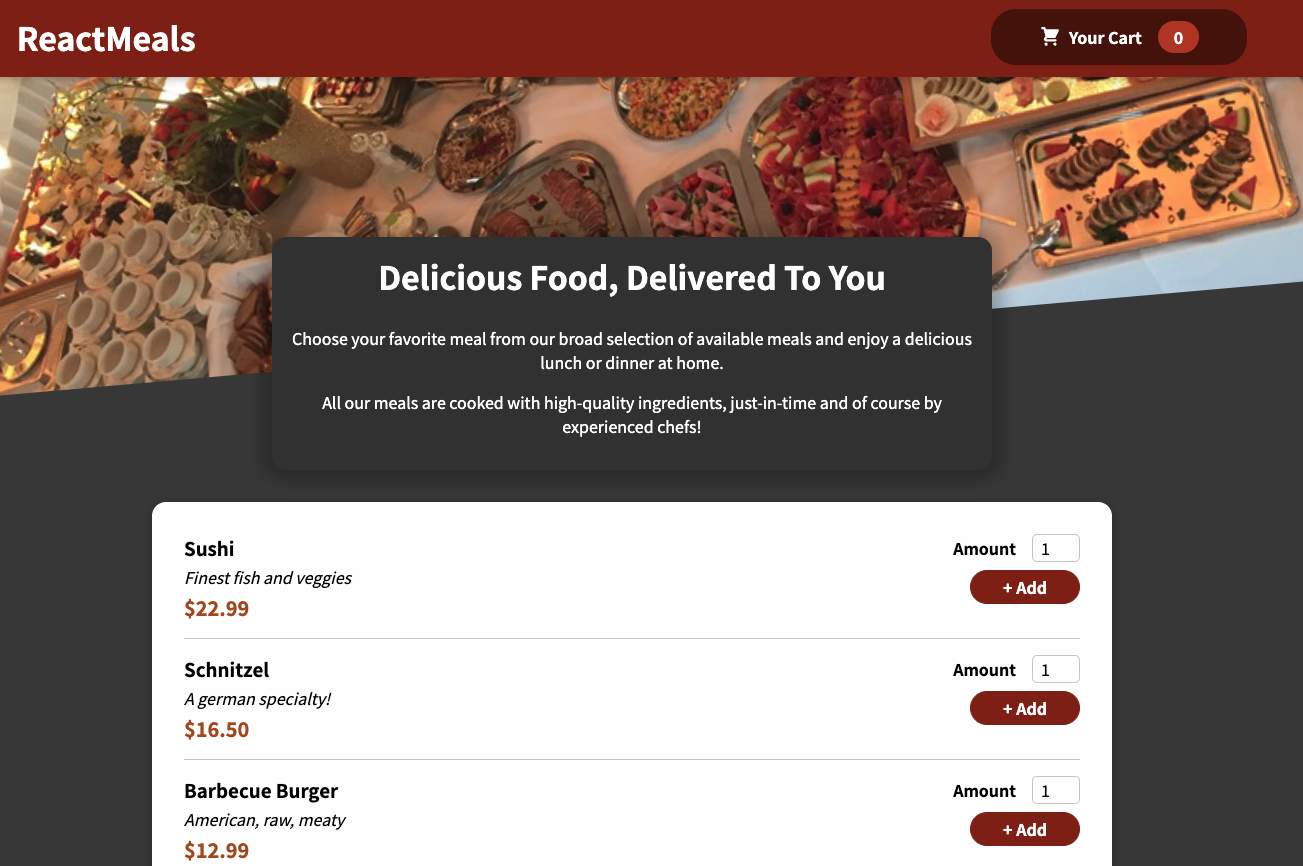 ReactMeals
Your Cart 0
Delicious Food, Delivered To You
Choose your favorite meal from our broad selection of available meals and enjoy a delicious
lunch or dinner at home.
All our meals are cooked with high-quality ingredients, just-in-time and of course by
experienced chefs!
Sushi
Finest fish and veggies
$22.99
Amount 1
+ Add
Schnitzel
A german specialty!
$16.50
Amount 1
+ Add
Barbecue Burger
American, raw, meaty
$12.99
Amount 1
+ Add